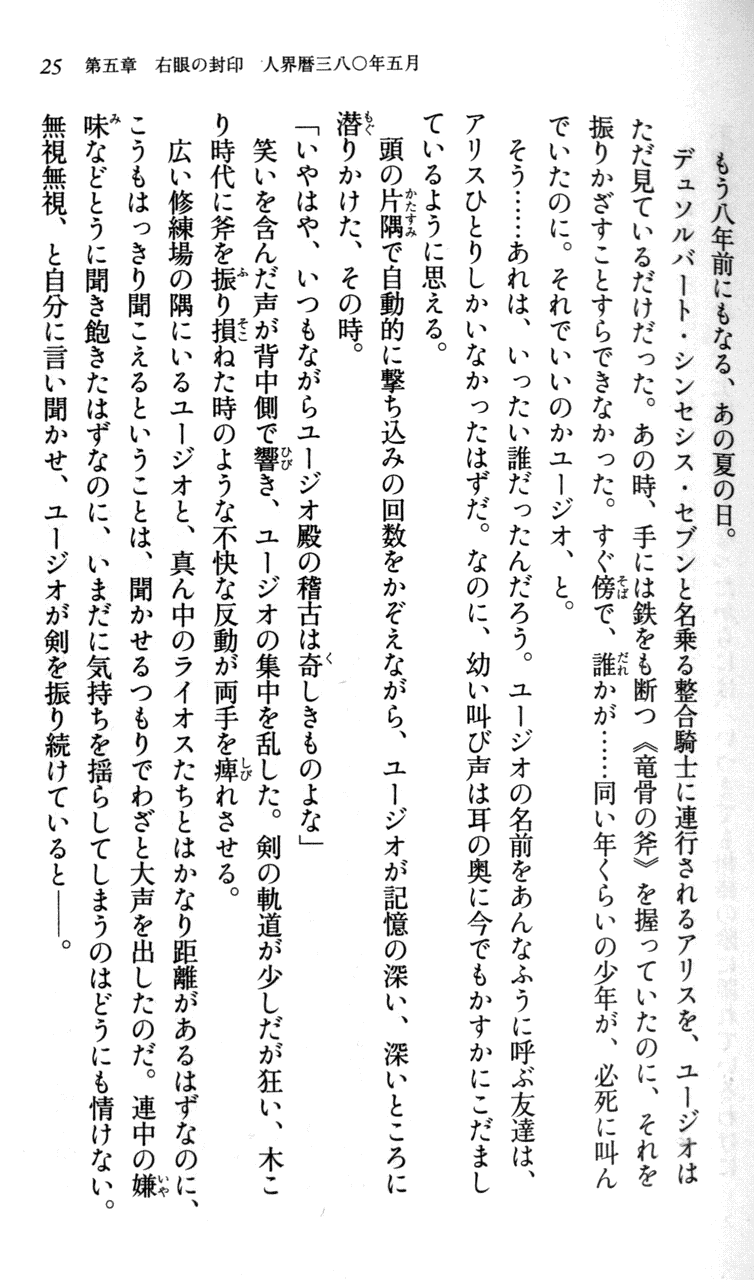 25　第五章　右眼の封印　人界暦三八〇年五月
もう八年前にもなる、あの夏の日。
デュソルバート・シンセシス・セブンと名乗る整合騎士に連行されるアリスを、ユージオは
ただ見ているだけだった。あの時、手には鉄をも断つ《竜骨の斧》を握っていたのに、それを
振りかざすことすらできなかった。すぐ傍で、誰かが……同い年くらいの少年が、必死に叫ん
でいたのに。それでいいのかユージオ、と。
そう……あれは、いったい誰だったんだろう。ユージオの名前をあんなふうに呼ぶ友達は、
アリスひとりしかいなかったはずだ。なのに、幼い叫び声は耳の奥に今でもかすかにこだまし
ているように思える。
頭の片隅で自動的に撃ち込みの回数をかぞえながら、ユージオが記憶の深い、深いところに
潜りかけた、その時。
「いやはや、いつもながらユージオ殿の稽古は奇しきものよな」
笑いを含んだ声が背中側で響き、ユージオの集中を乱した。剣の軌道が少しだが狂い、木こ
り時代に斧を振り損ねた時のような不快な反動が両手を痺れさせる。
広い修練場の隅にいるユージオと、真ん中のライオスたちとはかなり距離があるはずなのに、
こうもはっきり聞こえるということは、聞かせるつもりでわざと大声を出したのだ。連中の嫌
味などとうに聞き飽きたはずなのに、いまだに気持ちを揺らしてしまうのはどうにも情けない。
無視無視、と自分に言い聞かせ、ユージオが剣を振り続けていると――。